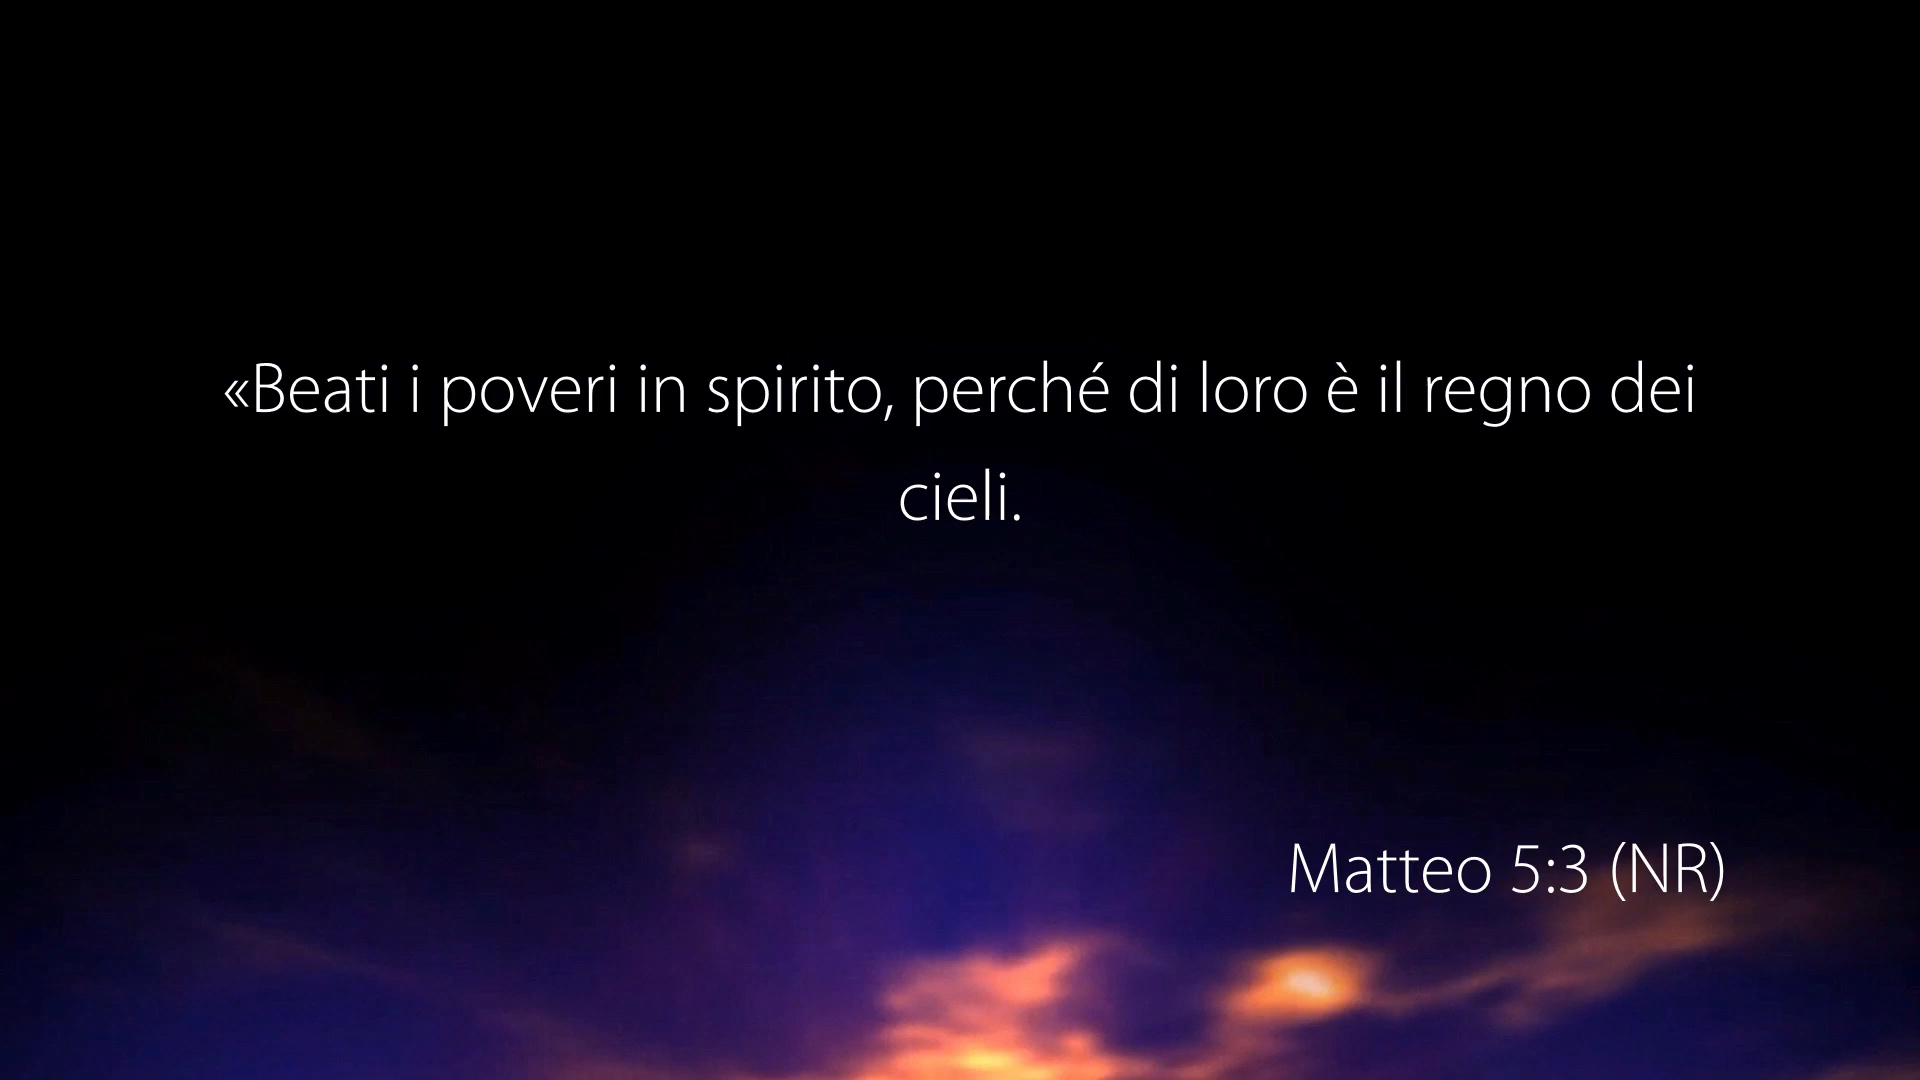 «Beati i poveri in spirito, perché di loro è il regno dei
cieli.
Matteo 5:3 (NR)